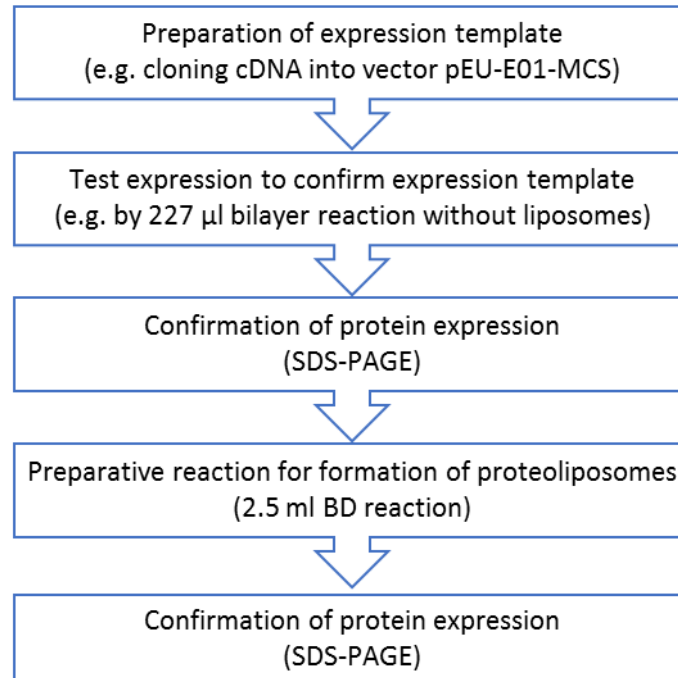 Preparation of expression template
(e.g. cloning cDNA into vector pEU-E01-MCS)
Test expression to confirm expression template
(e.g. by 227 µl bilayer reaction without liposomes)
Confirmation of protein expression
(SDS-PAGE)
Preparative reaction for formation of proteoliposomes
(2.5 ml BD reaction)
Confirmation of protein expression
(SDS-PAGE)